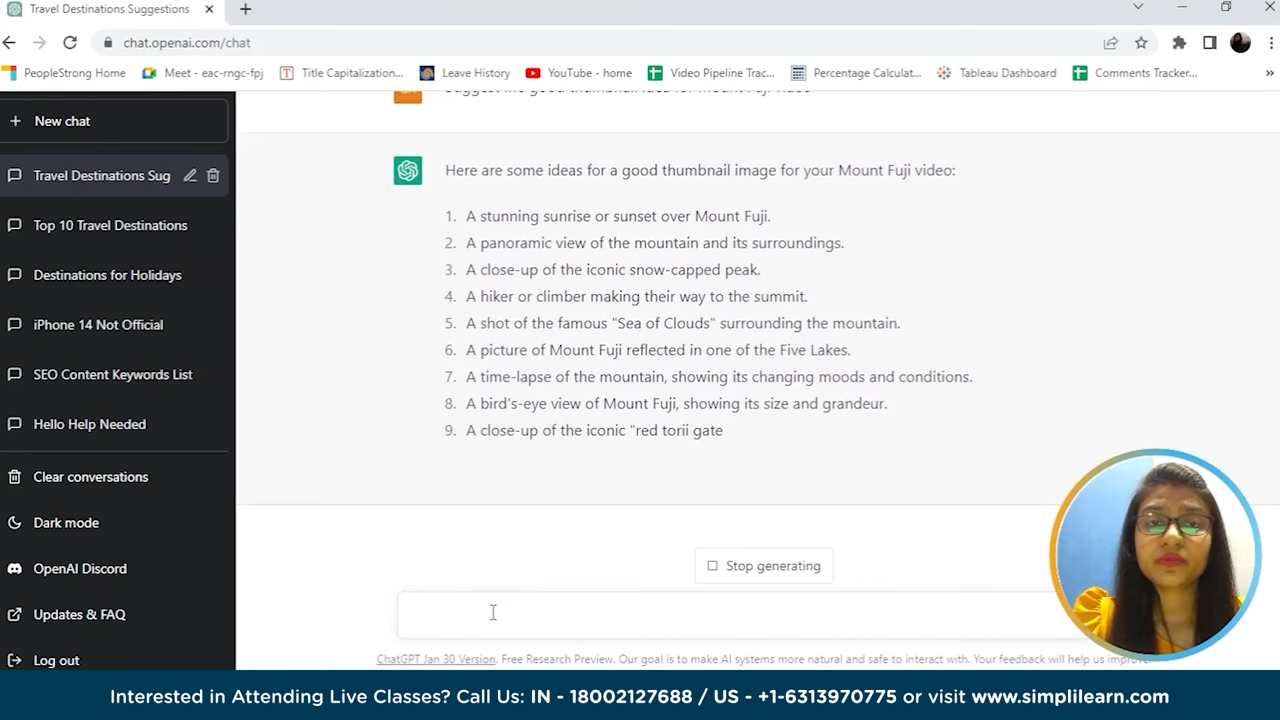 Travel Destinations Suggestions
chat.openai.com/chat
PeopleStrong Home
Meet - eac-rngc-fpj
Title Capitalization...
Leave History
YouTube - home
Video Pipeline Trac...
Percentage Calculat...
Tableau Dashboard
Comments Tracker...
New chat
Travel Destinations Sug
Top 10 Travel Destinations
Destinations for Holidays
iPhone 14 Not Official
SEO Content Keywords List
Hello Help Needed
Clear conversations
Dark mode
OpenAI Discord
Updates & FAQ
Log out
Suggest me good thumbnail idea for Mount Fuji video
Here are some ideas for a good thumbnail image for your Mount Fuji video:
1. A stunning sunrise or sunset over Mount Fuji.
2. A panoramic view of the mountain and its surroundings.
3. A close-up of the iconic snow-capped peak.
4. A hiker or climber making their way to the summit.
5. A shot of the famous "Sea of Clouds" surrounding the mountain.
6. A picture of Mount Fuji reflected in one of the Five Lakes.
7. A time-lapse of the mountain, showing its changing moods and conditions.
8. A bird's-eye view of Mount Fuji, showing its size and grandeur.
9. A close-up of the iconic "red torii gate
Stop generating
ChatGPT Jan 30 Version. Free Research Preview. Our goal is to make AI systems more natural and safe to interact with. Your feedback will help us improve
Interested in Attending Live Classes? Call Us: IN - 18002127688 / US - +1-6313970775 or visit www.simplilearn.com